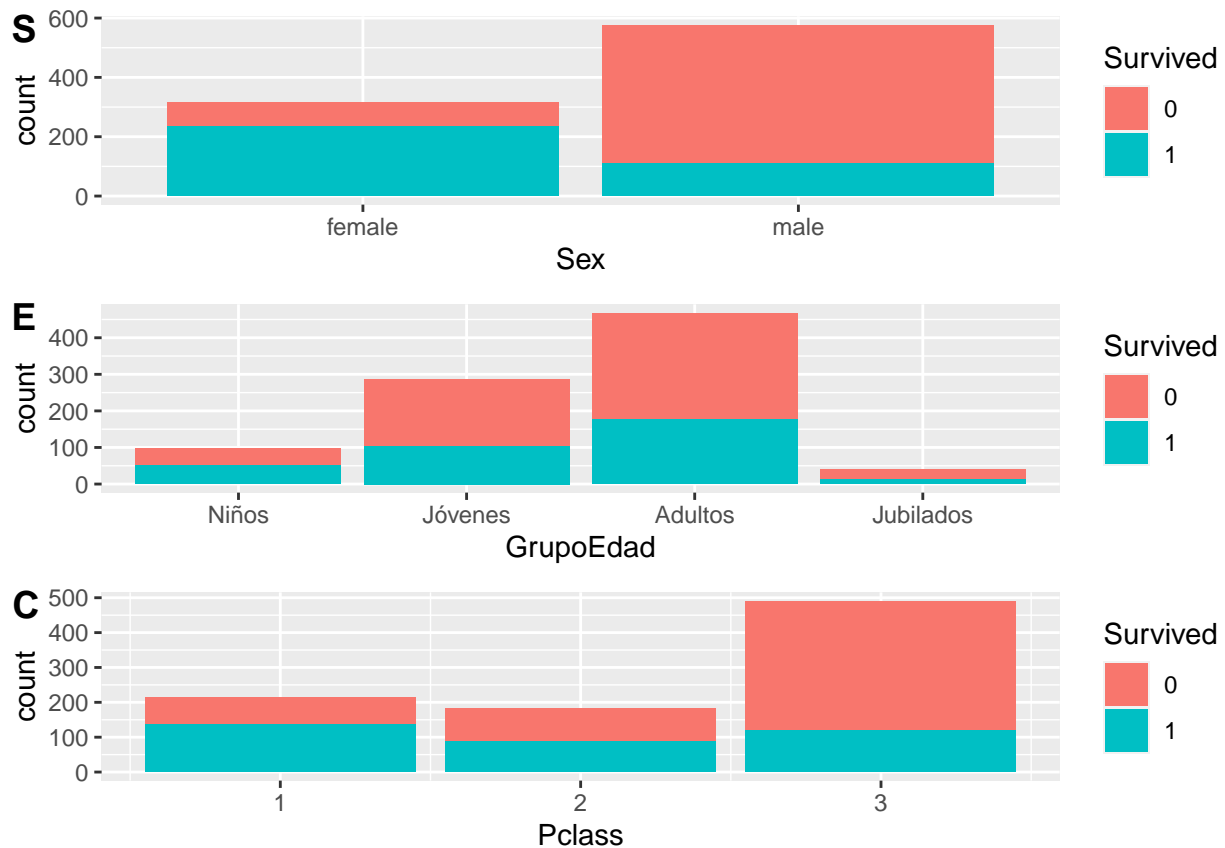 S
count
600
400
200
0
female male
Sex
Survived
0
1
E
count
400
300
200
100
0
Niños Jóvenes Adultos Jubilados
GrupoEdad
Survived
0
1
C
count
500
400
300
200
100
0
1 2 3
Pclass
Survived
0
1